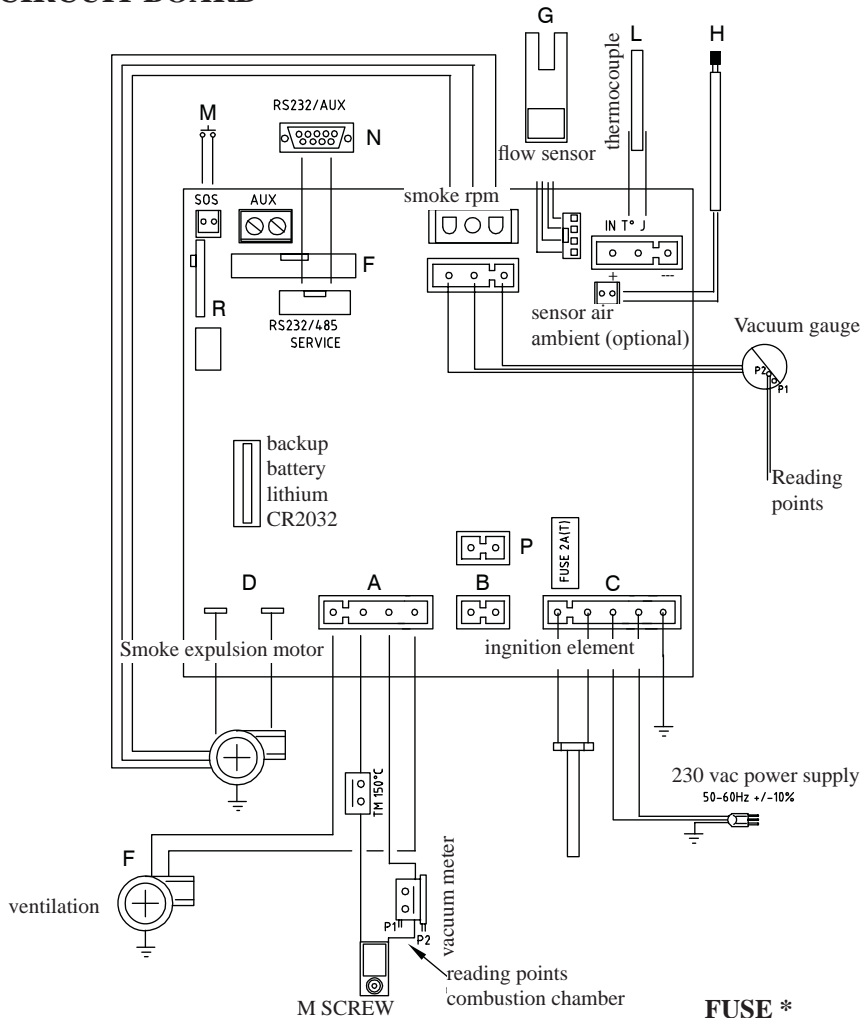 CIRCUIT BOARD
G
L
H
thermocouple
M
RS232/AUX
N
flow sensor
SOS
AUX
smoke rpm
IN T° J
F
+
---
R
sensor air
ambient (optional)
RS232/485
SERVICE
Vacuum gauge
P2
P1
Reading
points
backup
battery
lithium
CR2032
P
FUSE 2A(T)
D
A
B
C
Smoke expulsion motor
ingnition element
TM 150°C
230 vac power supply
50-60Hz +/-10%
F
ventilation
vacuum meter
P1
P2
reading points
combustion chamber
M SCREW
FUSE *